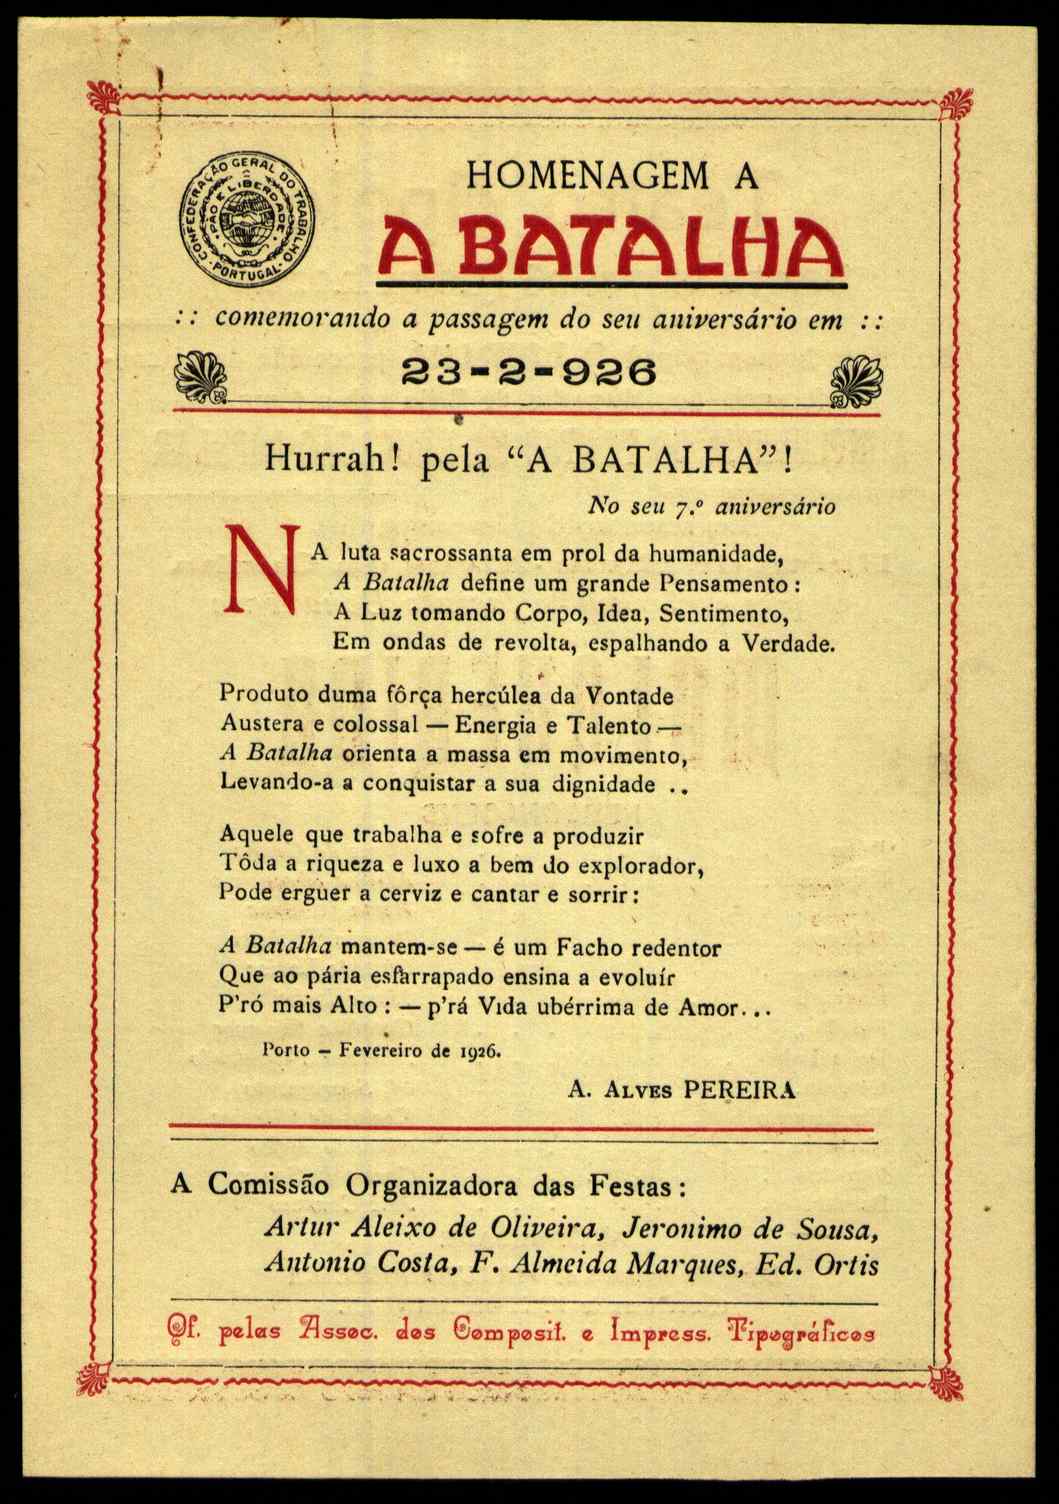 CONFEDERAÇÃO GERAL DO TRABALHO
PORTUGAL
PÃO E LIBERDADE
HOMENAGEM A
A BATALHA
:: comemorando a passagem do seu aniversário em ::
23-2-926
Hurrah! pela “A BATALHA”!
No seu 7.º aniversário
NA luta sacrossanta em prol da humanidade,
A Batalha define um grande Pensamento:
A Luz tomando Corpo, Idea, Sentimento,
Em ondas de revolta, espalhando a Verdade.
Produto duma fôrça hercúlea da Vontade
Austera e colossal — Energia e Talento —
A Batalha orienta a massa em movimento,
Levando-a a conquistar a sua dignidade ..
Aquele que trabalha e sofre a produzir
Tôda a riqueza e luxo a bem do explorador,
Pode erguer a cerviz e cantar e sorrir:
A Batalha mantem-se — é um Facho redentor
Que ao pária esfarrapado ensina a evoluír
P'ró mais Alto: — p'rá Vida ubérrima de Amor...
Porto — Fevereiro de 1926.
A. ALVES PEREIRA
A Comissão Organizadora das Festas:
Artur Aleixo de Oliveira, Jeronimo de Sousa,
Antonio Costa, F. Almeida Marques, Ed. Ortis
Of. pelas Assoc. dos Composit. e Impress. Tipográficos